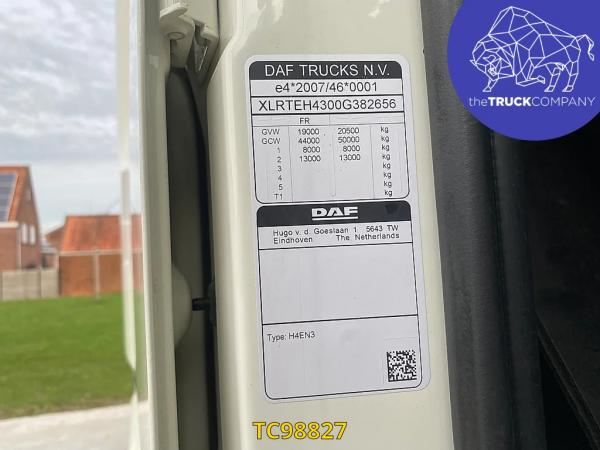 DAF TRUCKS N.V.
e4*2007/46*0001
XLRTEH4300G382656
FR
GVW 19000 20500 kg
GCW 44000 50000 kg
1 8000 8000 kg
2 13000 13000 kg
3 kg
4 kg
5 kg
T1 kg
DAF
Hugo v. d. Goeslaan 1 5643 TW
Eindhoven The Netherlands
Type: H4EN3
theTRUCKCOMPANY
TC98827